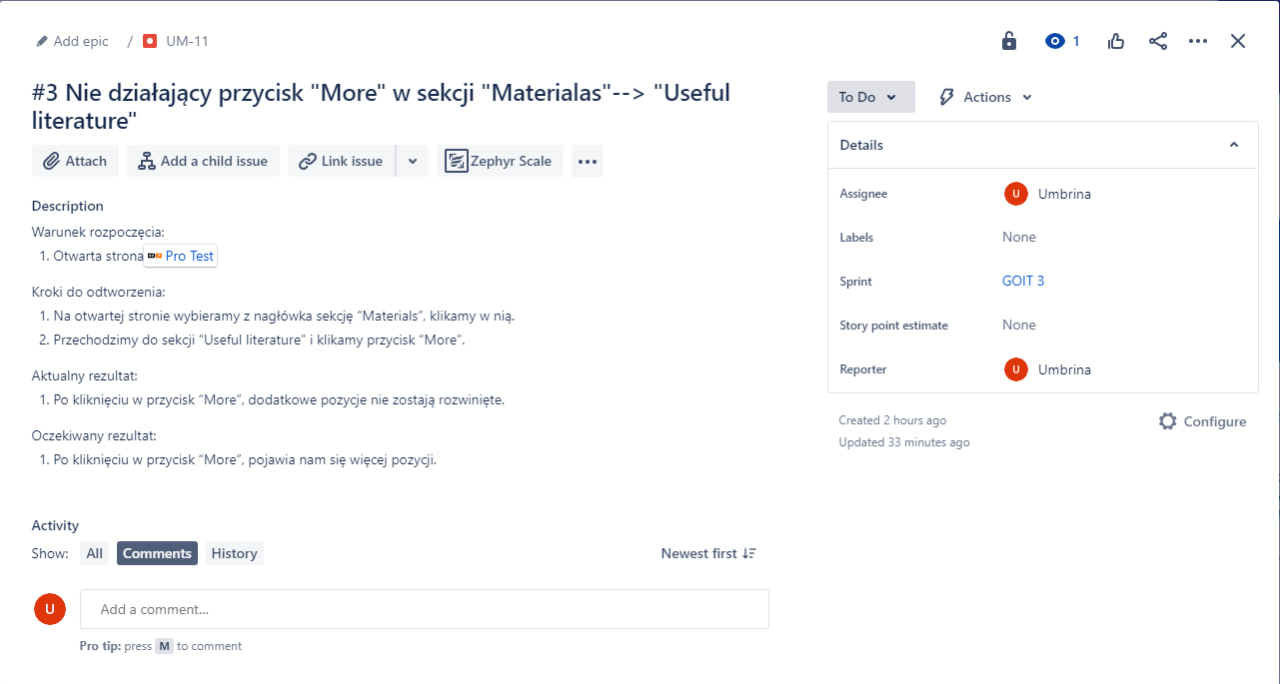 Add epic / UM-11
1
#3 Nie działający przycisk "More" w sekcji "Materialas"--> "Useful
literature"
To Do
Actions
Attach
Add a child issue
Link issue
Zephyr Scale
Details
Description
Warunek rozpoczęcia:
1. Otwarta strona Pro Test
Kroki do odtworzenia:
1. Na otwartej stronie wybieramy z nagłówka sekcję “Materials”, klikamy w nią.
2. Przechodzimy do sekcji “Useful literature” i klikamy przycisk “More”.
Aktualny rezultat:
1. Po kliknięciu w przycisk “More”, dodatkowe pozycje nie zostają rozwinięte.
Oczekiwany rezultat:
1. Po kliknięciu w przycisk “More”, pojawia nam się więcej pozycji.
Assignee U Umbrina
Labels None
Sprint GOIT 3
Story point estimate None
Reporter U Umbrina
Created 2 hours ago
Updated 33 minutes ago
Configure
Activity
Show: All Comments History
Newest first
U Add a comment...
Pro tip: press M to comment